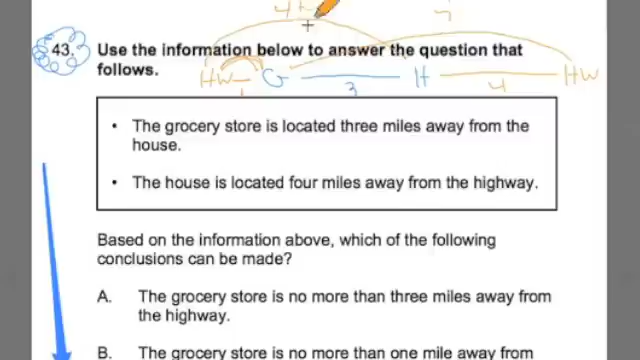 4
7
43. Use the information below to answer the question that
follows.
HW G H HW
1 3 4
• The grocery store is located three miles away from the
house.
• The house is located four miles away from the highway.
Based on the information above, which of the following
conclusions can be made?
A. The grocery store is no more than three miles away from
the highway.
B. The grocery store is no more than one mile away from